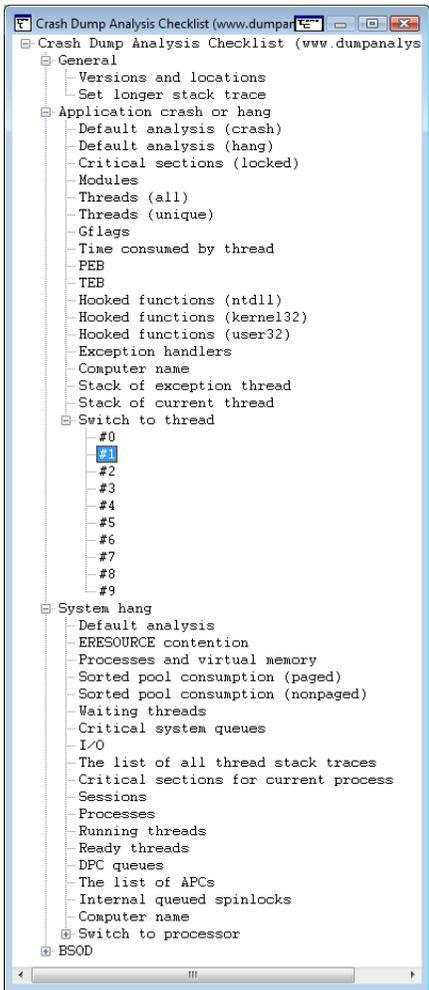 Crash Dump Analysis Checklist (www.dumpan
Crash Dump Analysis Checklist (www.dumpanalys
General
Versions and locations
Set longer stack trace
Application crash or hang
Default analysis (crash)
Default analysis (hang)
Critical sections (locked)
Modules
Threads (all)
Threads (unique)
Gflags
Time consumed by thread
PEB
TEB
Hooked functions (ntdll)
Hooked functions (kernel32)
Hooked functions (user32)
Exception handlers
Computer name
Stack of exception thread
Stack of current thread
Switch to thread
#0
#1
#2
#3
#4
#5
#6
#7
#8
#9
System hang
Default analysis
ERESOURCE contention
Processes and virtual memory
Sorted pool consumption (paged)
Sorted pool consumption (nonpaged)
Waiting threads
Critical system queues
I/O
The list of all thread stack traces
Critical sections for current process
Sessions
Processes
Running threads
Ready threads
DPC queues
The list of APCs
Internal queued spinlocks
Computer name
Switch to processor
BSOD